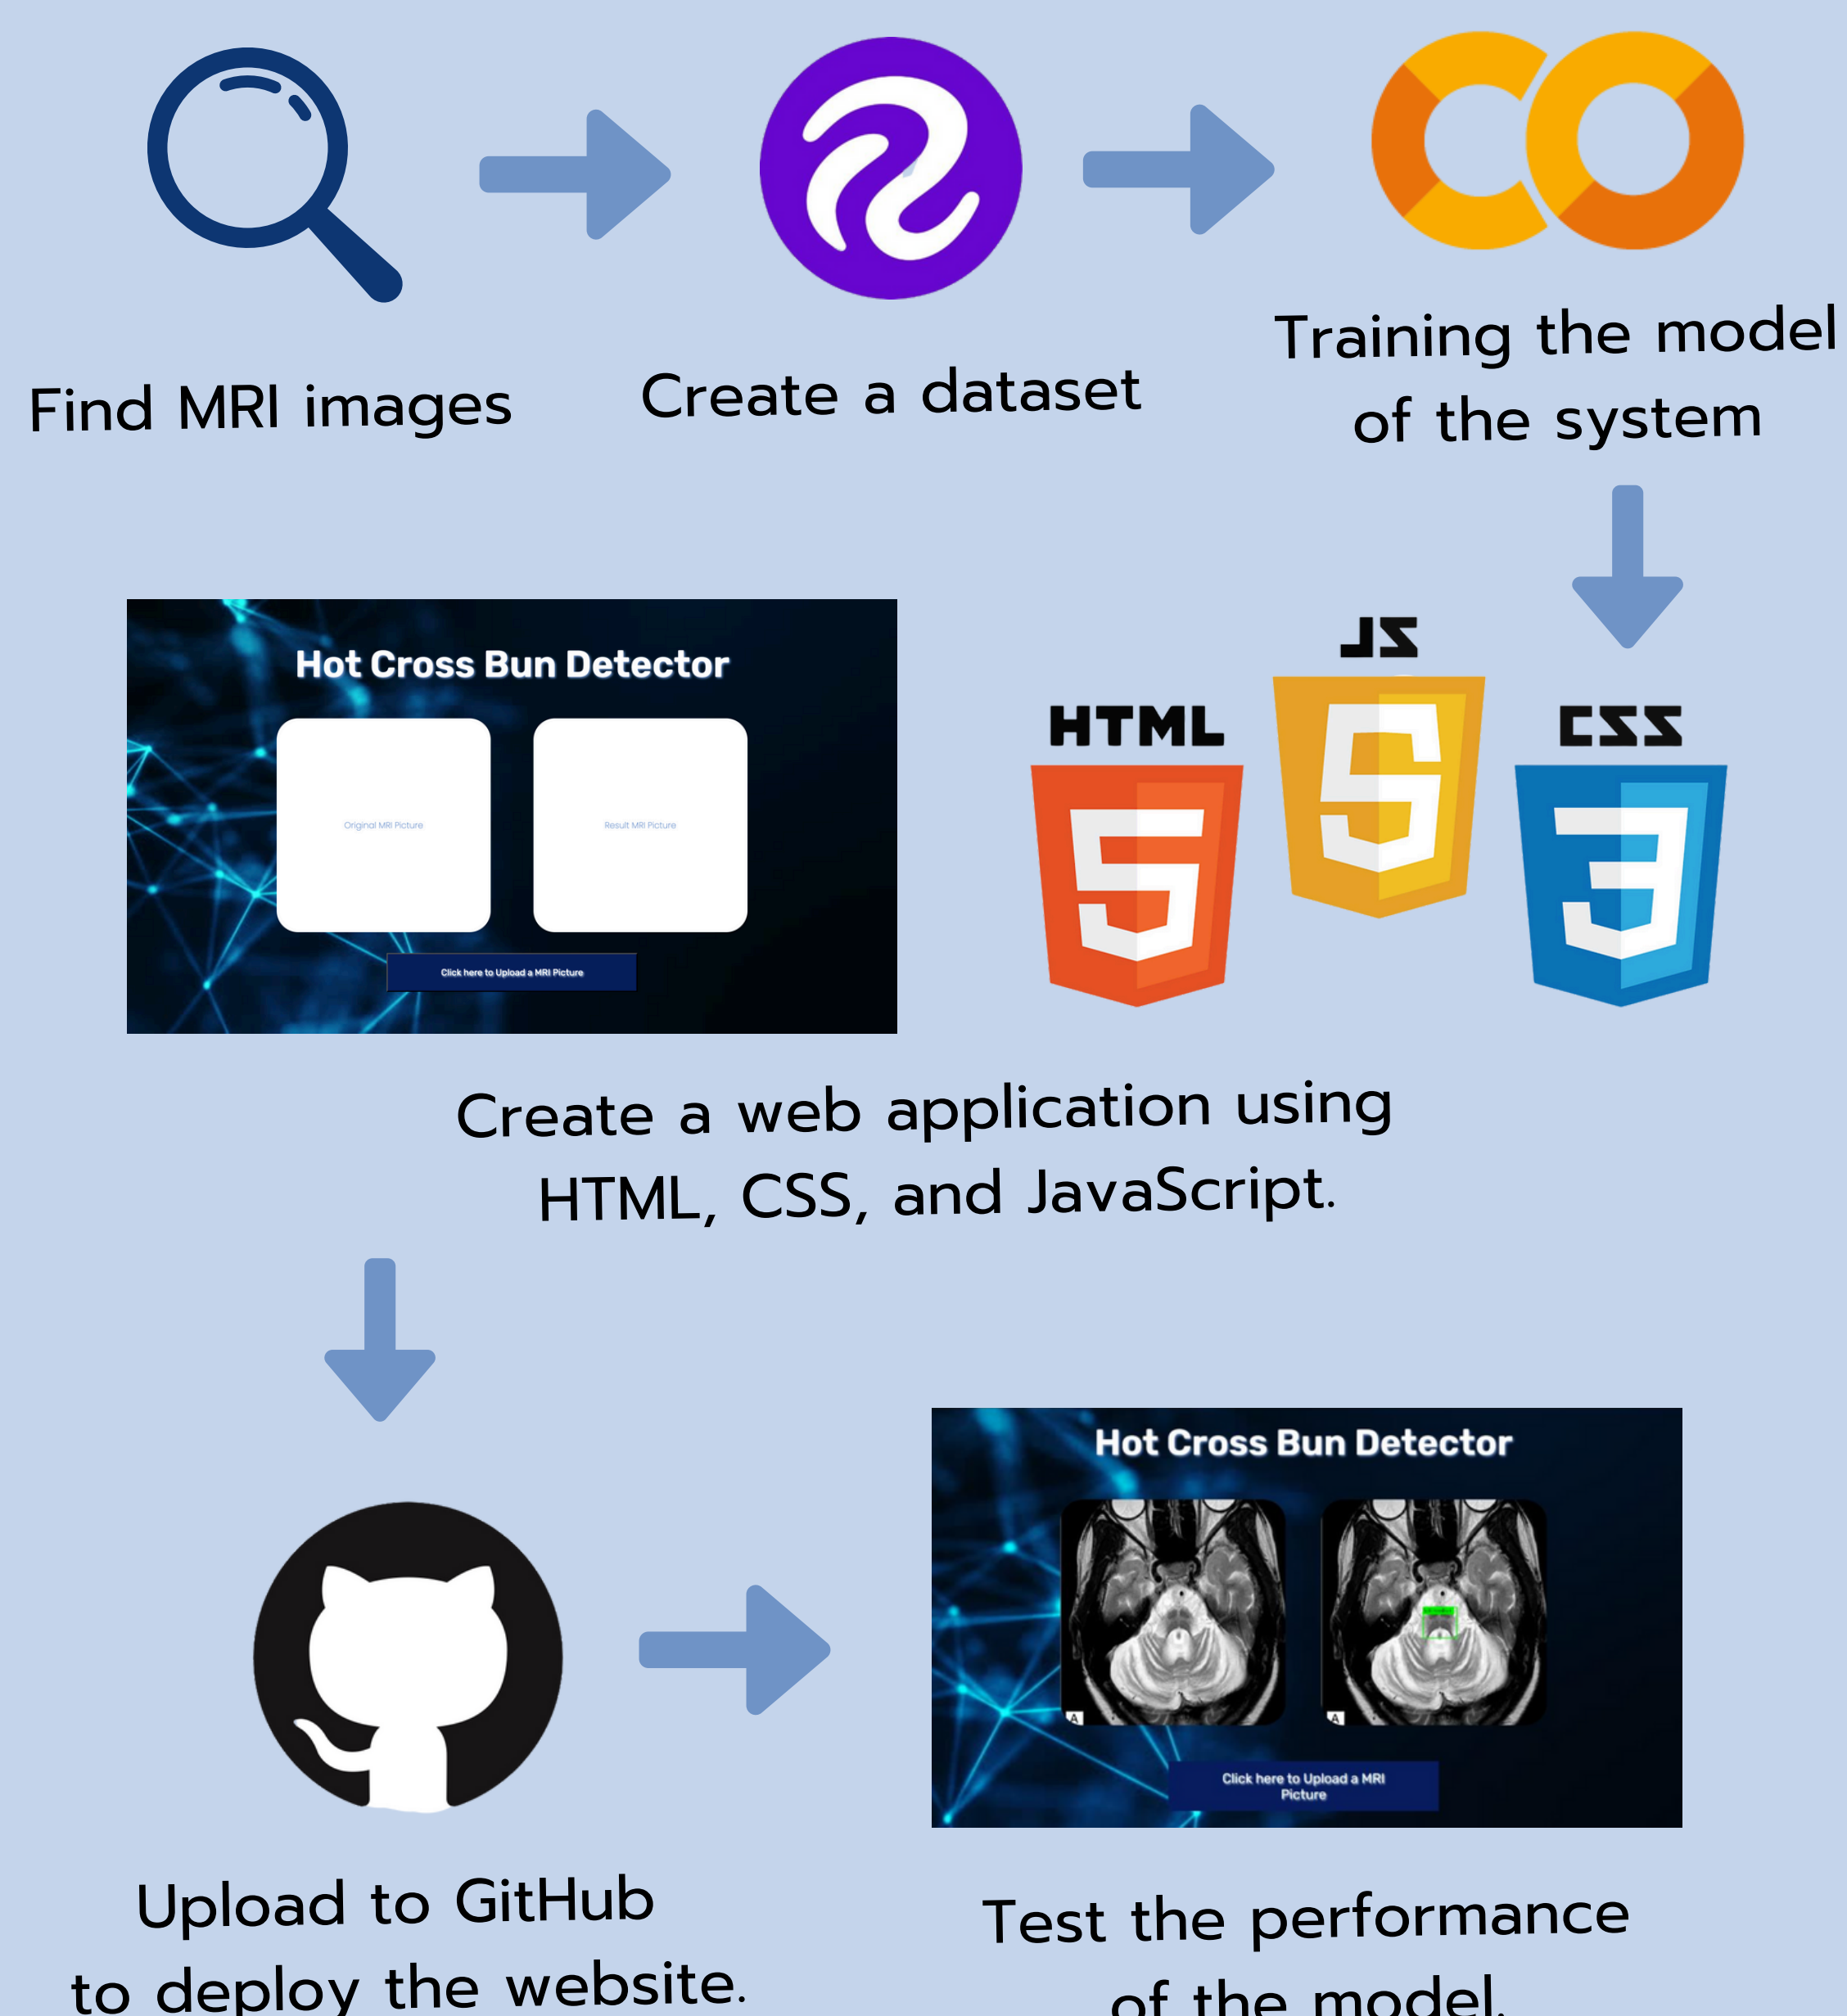 Find MRI images
Create a dataset
Training the model
of the system
Hot Cross Bun Detector
Original MRI Picture
Result MRI Picture
Click here to Upload a MRI Picture
HTML
JS
CSS
Create a web application using
HTML, CSS, and JavaScript.
Upload to GitHub
to deploy the website.
Hot Cross Bun Detector
A
A
Click here to Upload a MRI
Picture
Test the performance
of the model.